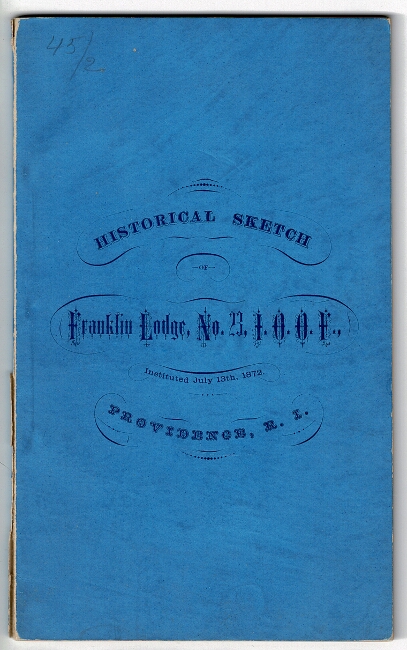 45/2
HISTORICAL SKETCH
—OF—
Franklin Lodge, No. 23, I. O. O. F.,
Instituted July 13th, 1872.
PROVIDENCE, R. I.